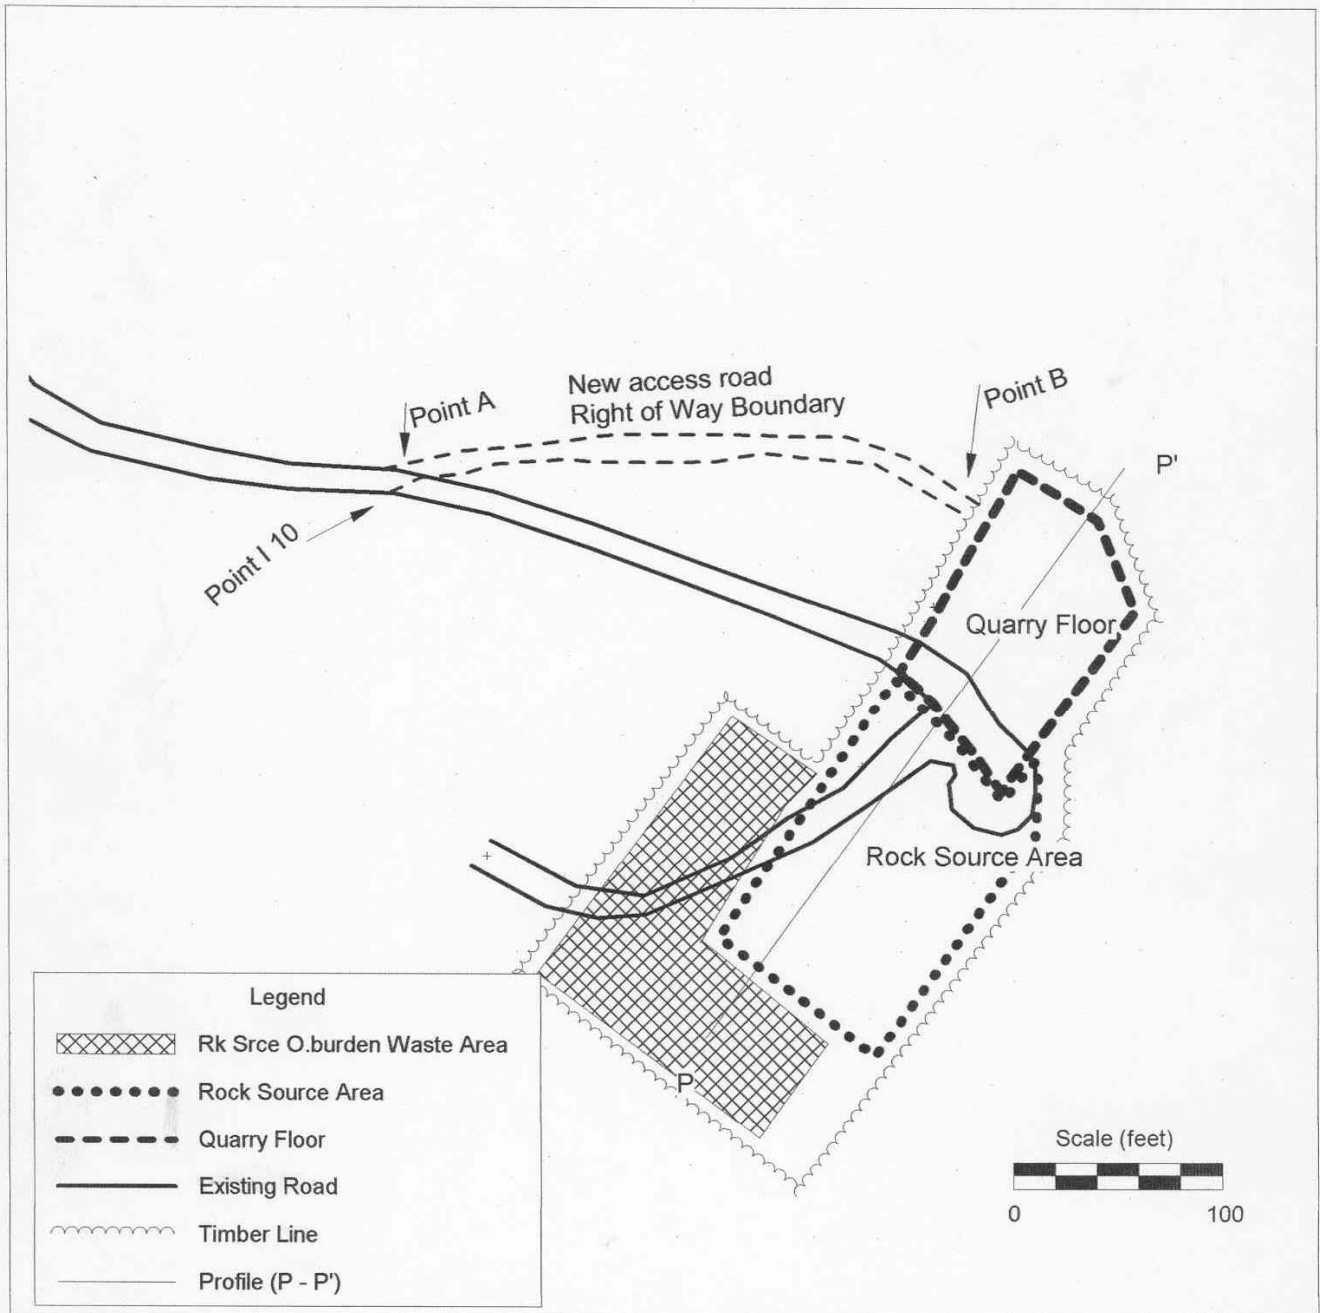 New access road
Right of Way Boundary
Point A
Point B
P'
Point I 10
Quarry Floor
Rock Source Area
P
Legend
Rk Srce O.burden Waste Area
Rock Source Area
Quarry Floor
Existing Road
Timber Line
Profile (P - P')
Scale (feet)
0 100